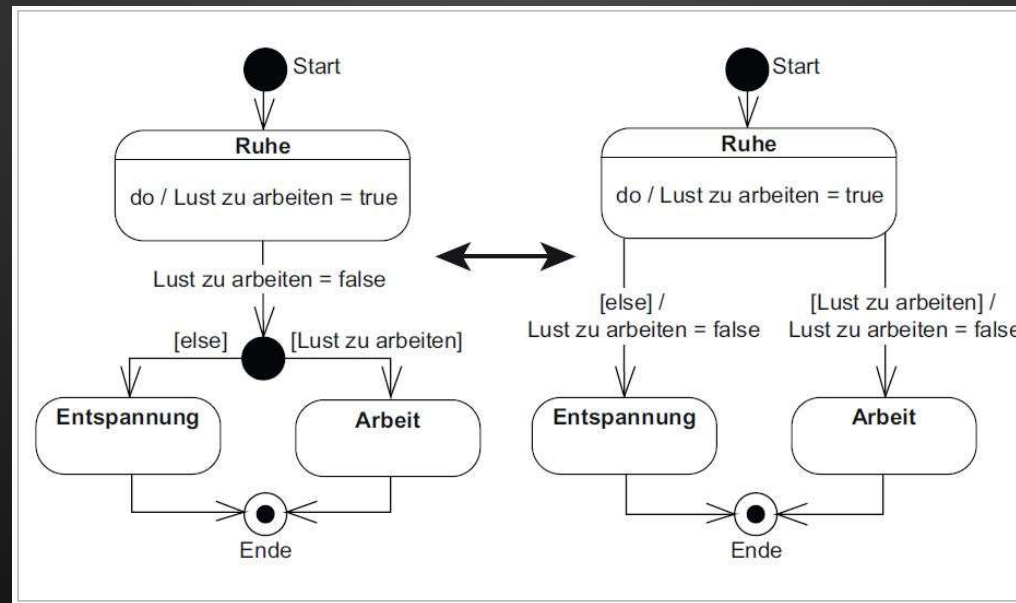 Start
Ruhe
do / Lust zu arbeiten = true
Lust zu arbeiten = false
[else]
[Lust zu arbeiten]
Entspannung
Arbeit
Ende
Start
Ruhe
do / Lust zu arbeiten = true
[else] /
Lust zu arbeiten = false
[Lust zu arbeiten] /
Lust zu arbeiten = false
Entspannung
Arbeit
Ende